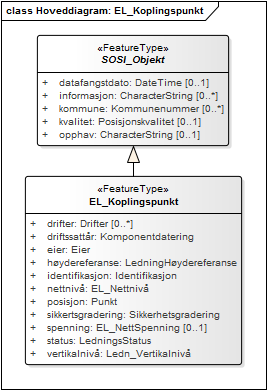 class Hoveddiagram: EL_Koplingspunkt
«FeatureType»
SOSI_Objekt
+ datafangstdato: DateTime [0..1]
+ informasjon: CharacterString [0..*]
+ kommune: Kommunenummer [0..*]
+ kvalitet: Posisjonskvalitet [0..1]
+ opphav: CharacterString [0..1]
«FeatureType»
EL_Koplingspunkt
+ drifter: Drifter [0..*]
+ driftssattår: Komponentdatering
+ eier: Eier
+ høydereferanse: LedningHøydereferanse
+ identifikasjon: Identifikasjon
+ nettnivå: EL_Nettnivå
+ posisjon: Punkt
+ sikkertsgradering: Sikkerhetsgradering
+ spenning: EL_NettSpenning [0..1]
+ status: LedningsStatus
+ vertikalnivå: Ledn_Vertikalnivå